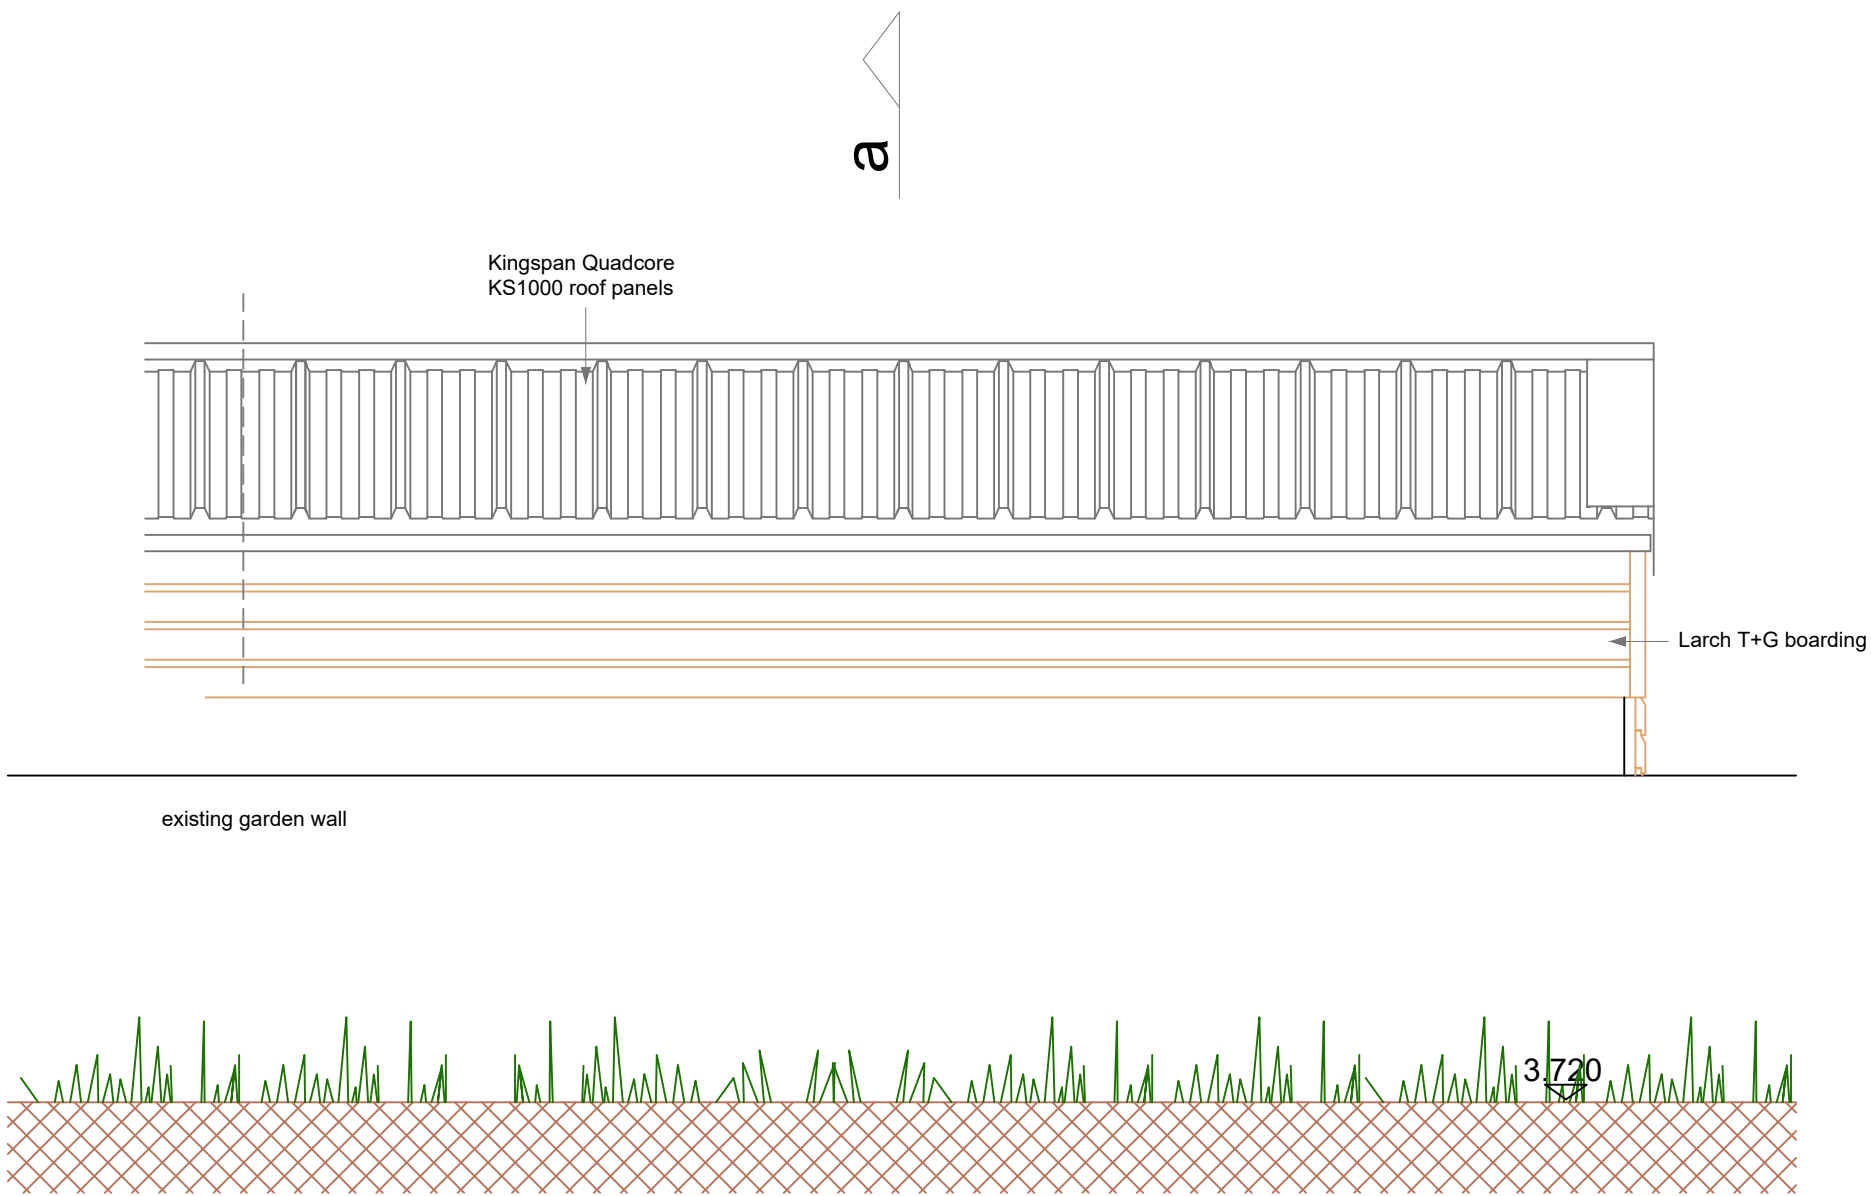 a
Kingspan Quadcore
KS1000 roof panels
Larch T+G boarding
existing garden wall
3.720